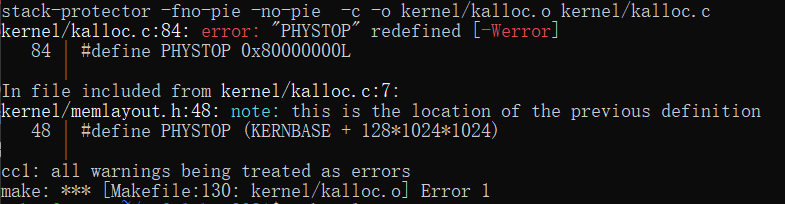 stack-protector -fno-pie -no-pie  -c -o kernel/kalloc.o kernel/kalloc.c
kernel/kalloc.c:84: error: "PHYSTOP" redefined [-Werror]
   84 | #define PHYSTOP 0x80000000L
      |
In file included from kernel/kalloc.c:7:
kernel/memlayout.h:48: note: this is the location of the previous definition
   48 | #define PHYSTOP (KERNBASE + 128*1024*1024)
      |
cc1: all warnings being treated as errors
make: *** [Makefile:130: kernel/kalloc.o] Error 1